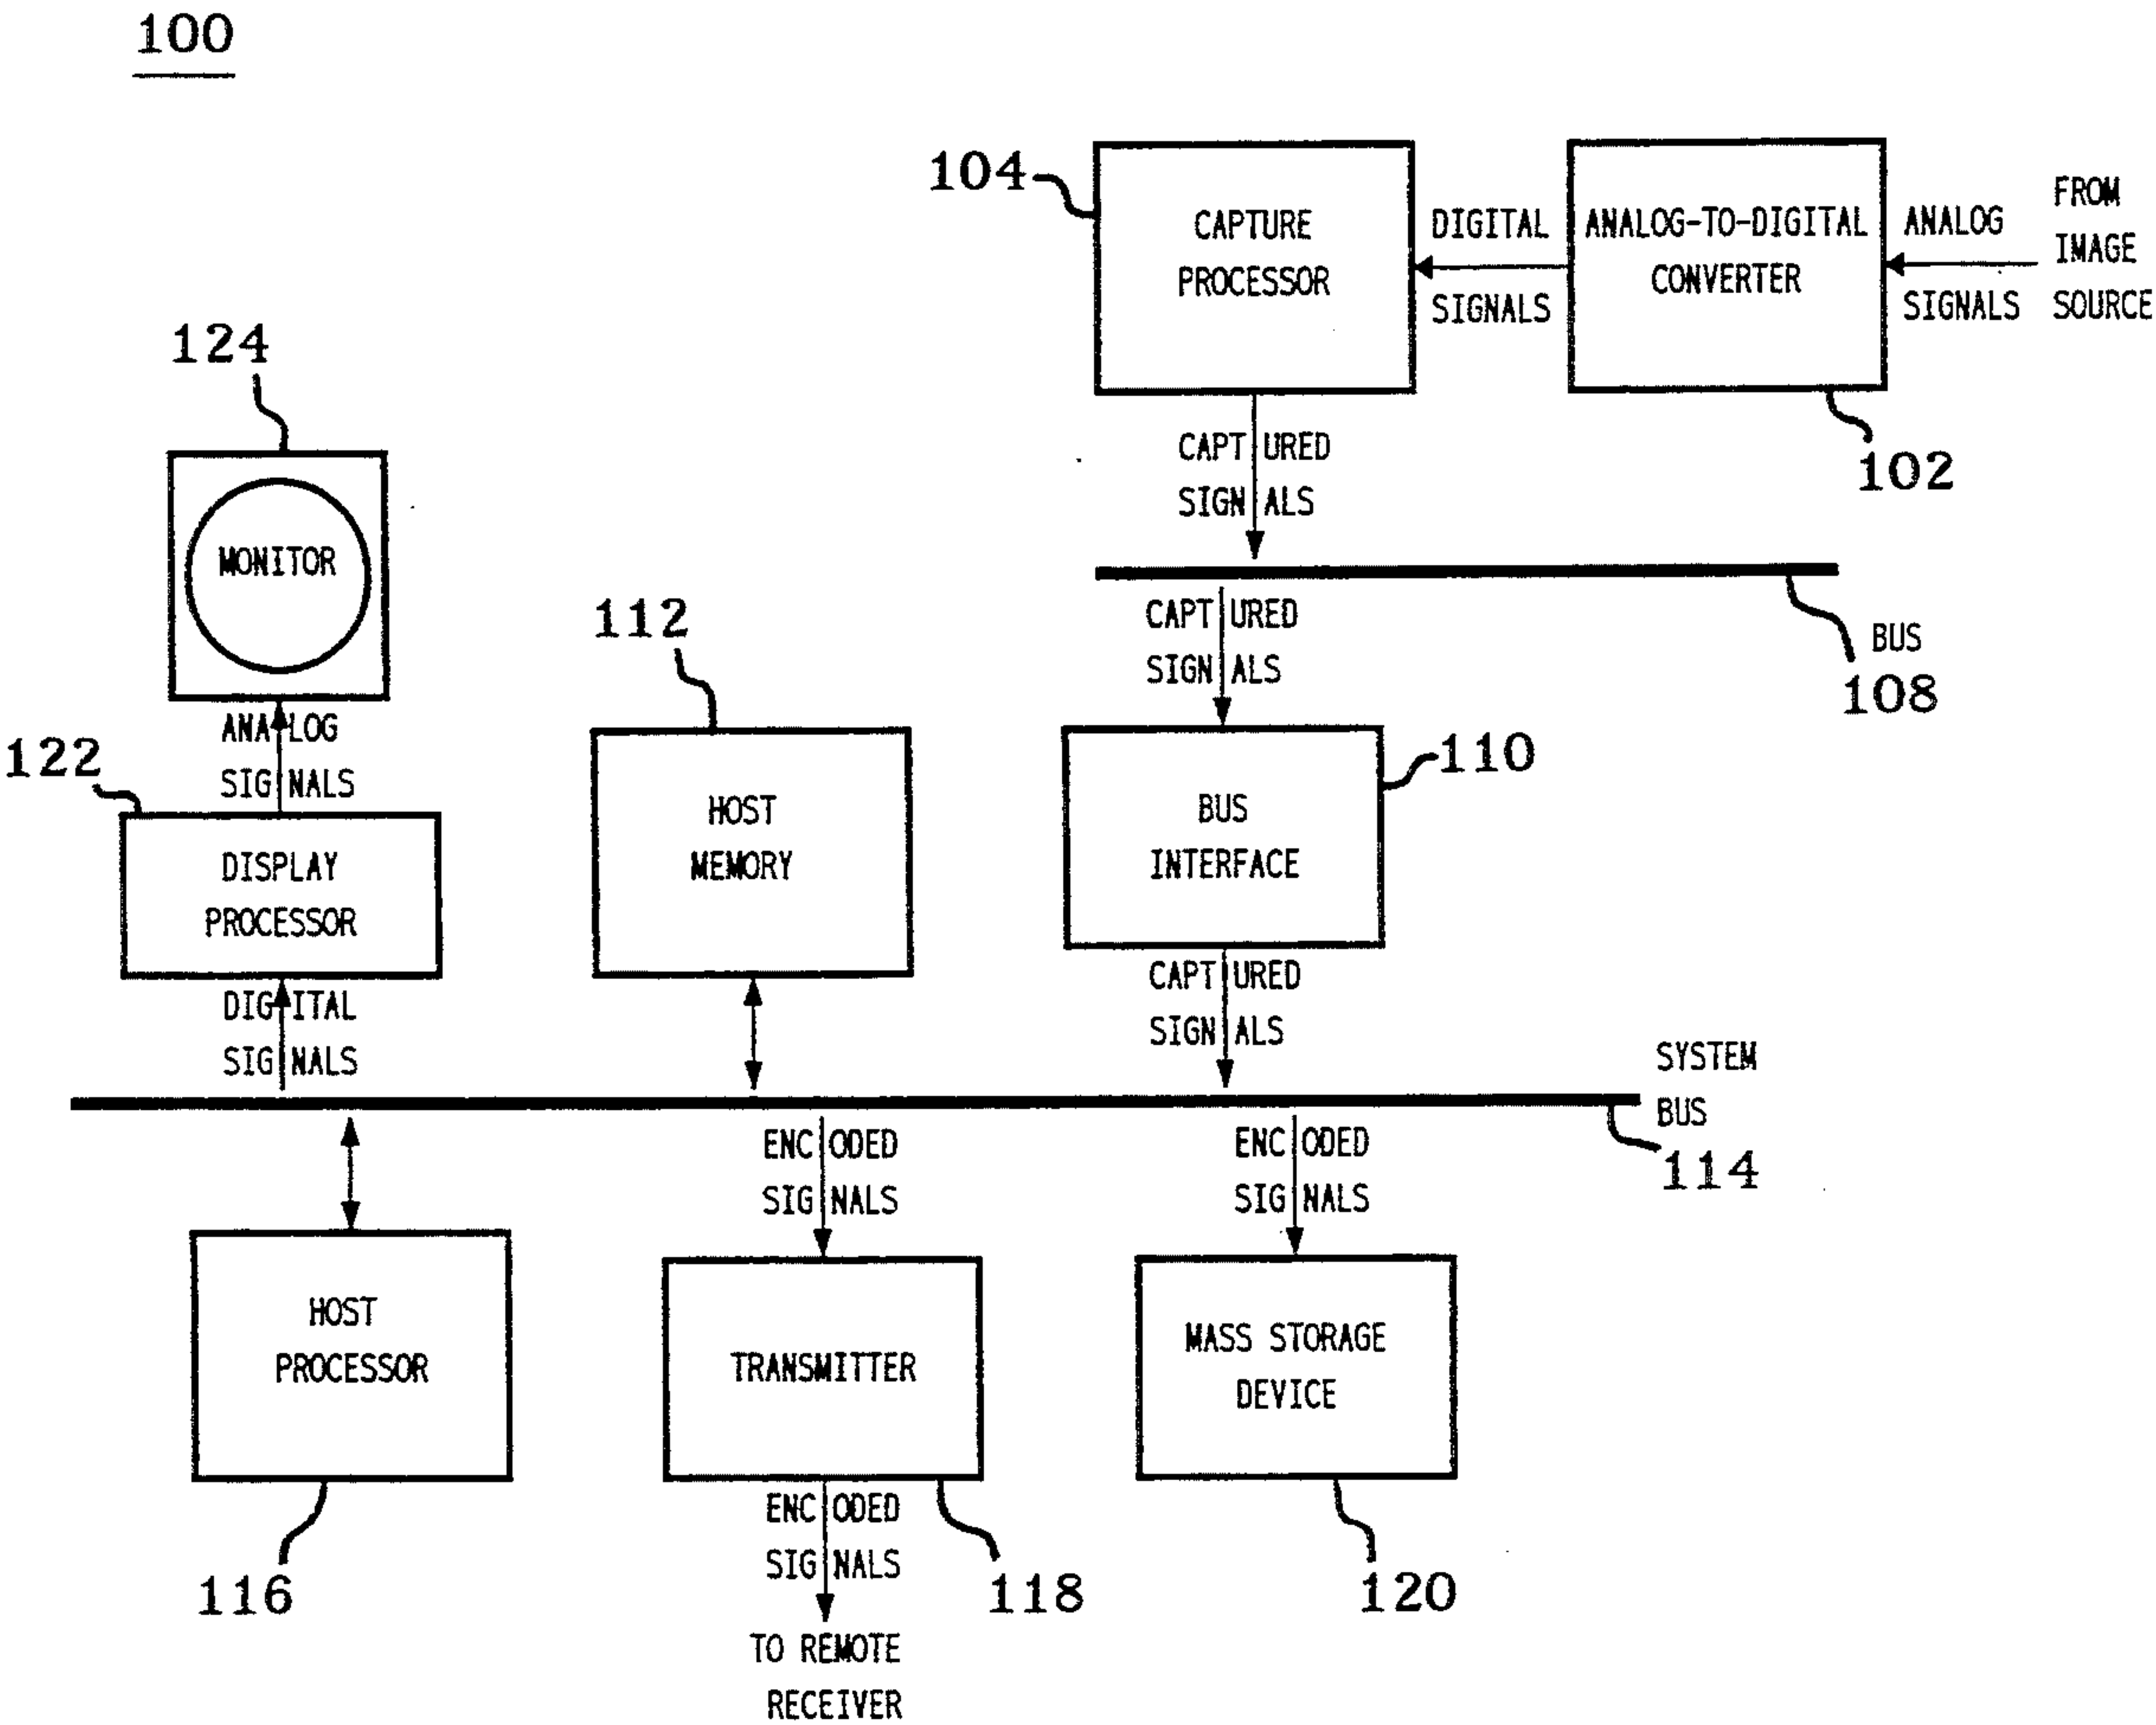 100
104
CAPTURE
PROCESSOR
DIGITAL
SIGNALS
ANALOG-TO-DIGITAL
CONVERTER
ANALOG
SIGNALS
FROM
IMAGE
SOURCE
102
CAPTURED
SIGNALS
124
MONITOR
BUS
108
CAPTURED
SIGNALS
112
ANALOG
SIGNALS
122
DISPLAY
PROCESSOR
HOST
MEMORY
110
BUS
INTERFACE
DIGITAL
SIGNALS
CAPTURED
SIGNALS
SYSTEM
BUS
114
ENCODED
SIGNALS
ENCODED
SIGNALS
HOST
PROCESSOR
TRANSMITTER
MASS STORAGE
DEVICE
116
ENCODED
SIGNALS
118
120
TO REMOTE
RECEIVER